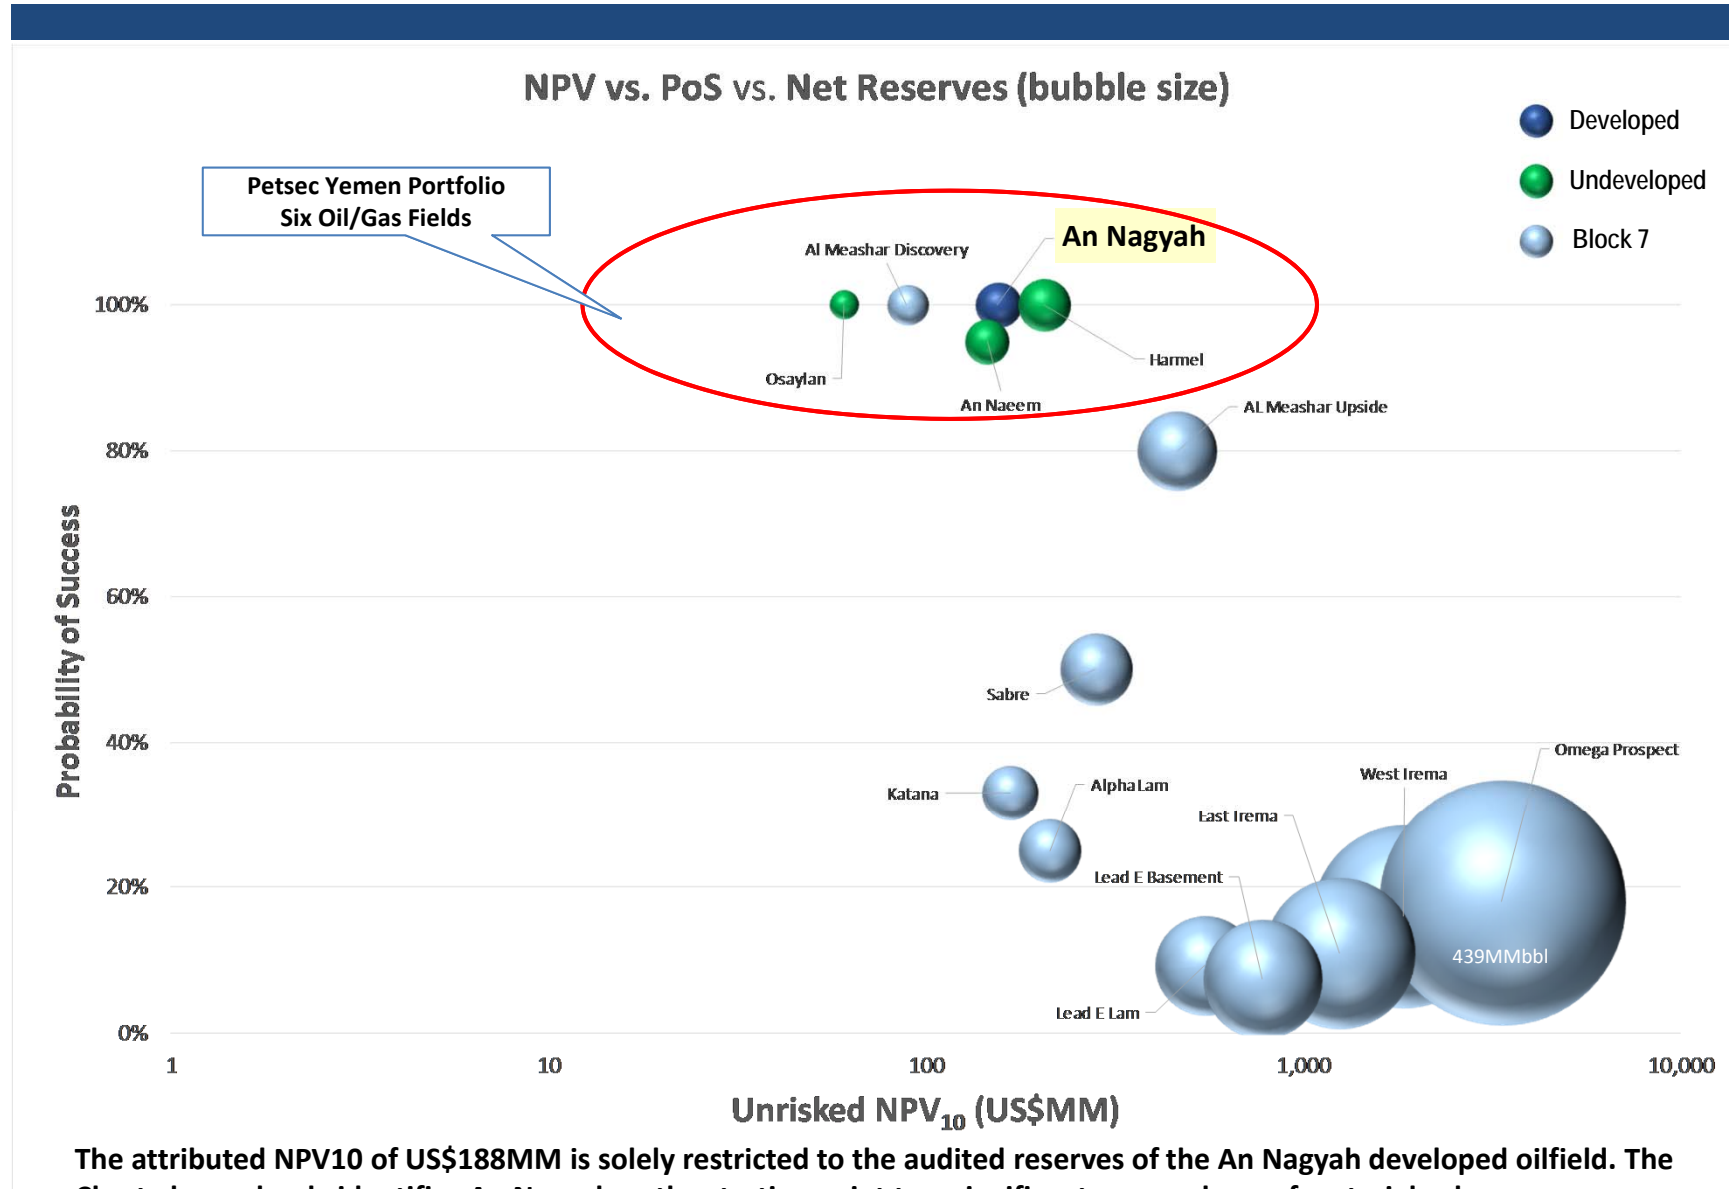 NPV vs. PoS vs. Net Reserves (bubble size)
Developed
Undeveloped
Block 7
Petsec Yemen Portfolio
Six Oil/Gas Fields
An Nagyah
Al Meashar Discovery
100%
Harmel
Osaylan
An Naeem
AL Meashar Upside
80%
Probability of Success
60%
Sabre
40%
Omega Prospect
West Irema
Katana
Alpha Lam
East Irema
Lead E Basement
20%
439MMbbl
Lead E Lam
0%
1
10
100
1,000
10,000
Unrisked NPV10 (US$MM)
The attributed NPV10 of US$188MM is solely restricted to the audited reserves of the An Nagyah developed oilfield. The